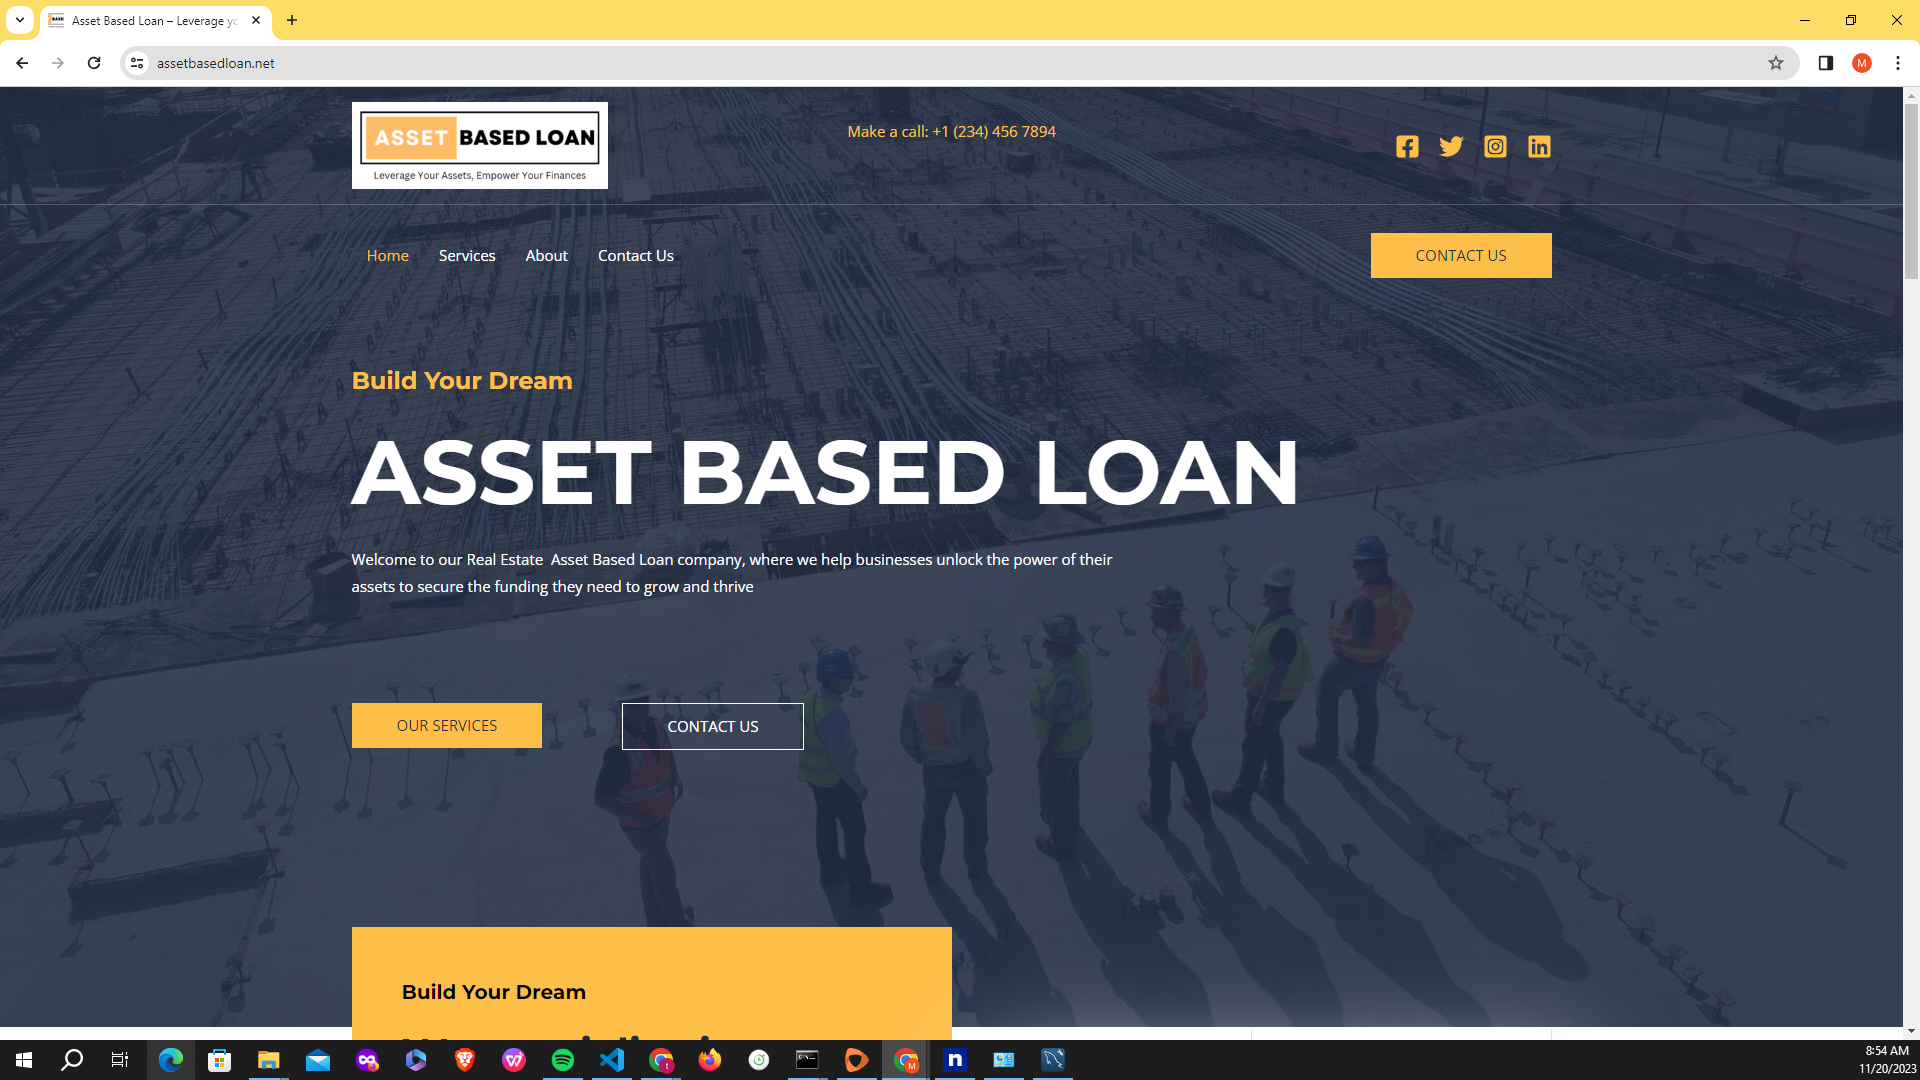 Asset Based Loan – Leverage yo
assetbasedloan.net
M
ASSET BASED LOAN
Leverage Your Assets, Empower Your Finances
Make a call: +1 (234) 456 7894
Home Services About Contact Us
CONTACT US
Build Your Dream
ASSET BASED LOAN
Welcome to our Real Estate Asset Based Loan company, where we help businesses unlock the power of their
assets to secure the funding they need to grow and thrive
OUR SERVICES
CONTACT US
Build Your Dream
8:54 AM
11/20/2023